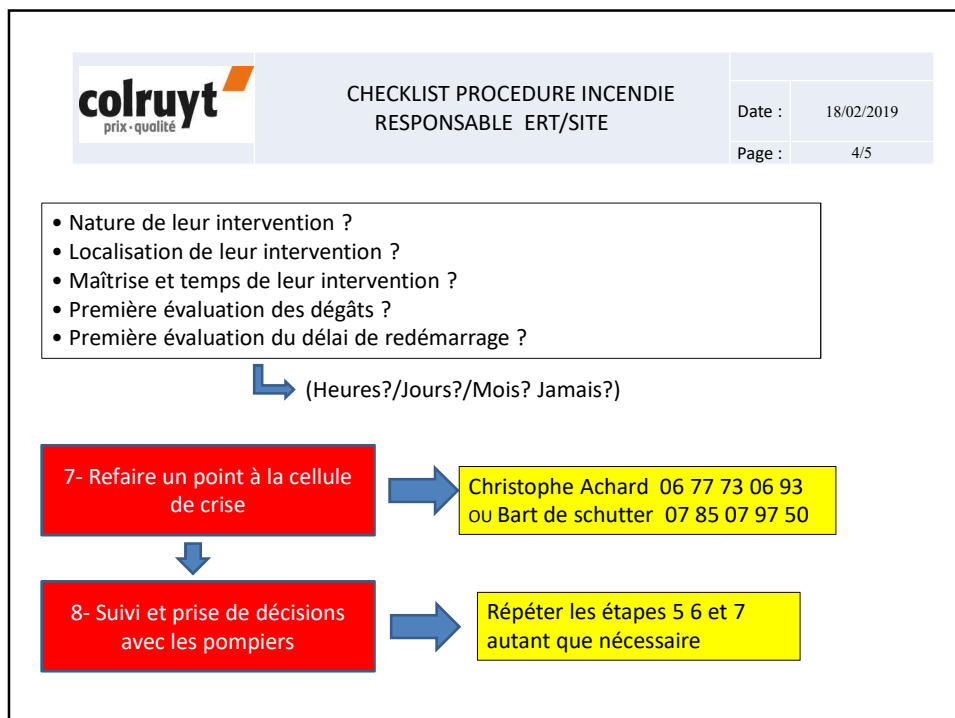 colruyt
prix·qualité
CHECKLIST PROCEDURE INCENDIE
RESPONSABLE ERT/SITE
Date : 18/02/2019
Page : 4/5
• Nature de leur intervention ?
• Localisation de leur intervention ?
• Maîtrise et temps de leur intervention ?
• Première évaluation des dégâts ?
• Première évaluation du délai de redémarrage ?
(Heures?/Jours?/Mois? Jamais?)
7- Refaire un point à la cellule
de crise
Christophe Achard 06 77 73 06 93
OU Bart de schutter 07 85 07 97 50
8- Suivi et prise de décisions
avec les pompiers
Répéter les étapes 5 6 et 7
autant que nécessaire